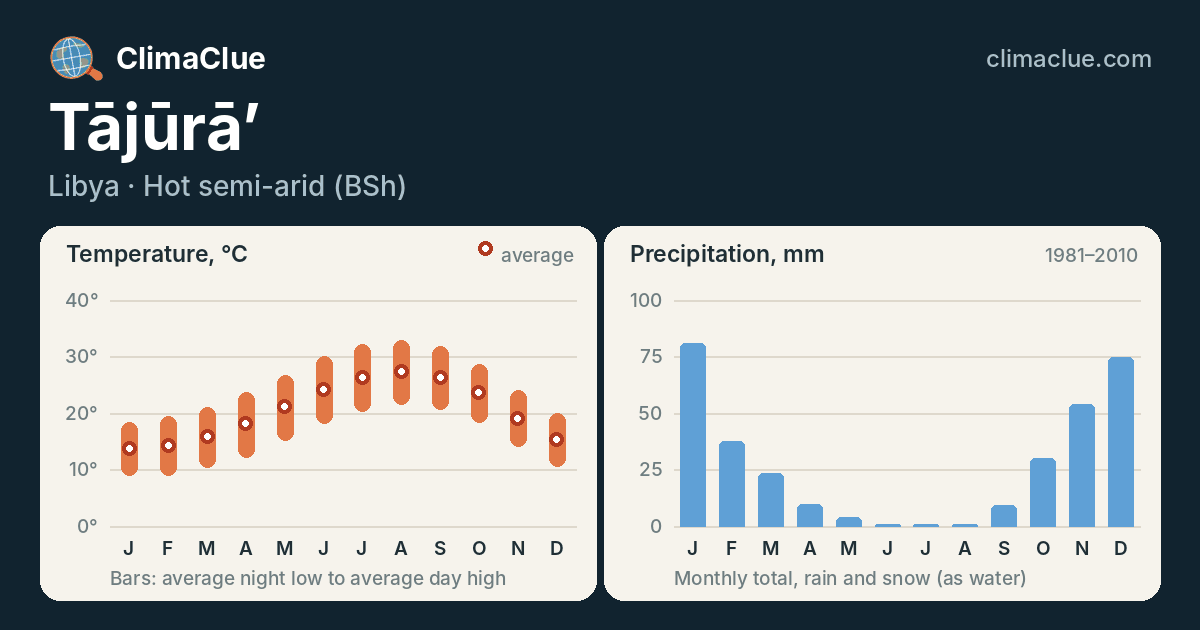 ClimaClue
climaclue.com
Tājūrā’
Libya · Hot semi-arid (BSh)
Temperature, °C
average
40°
30°
20°
10°
0°
J F M A M J J A S O N D
Bars: average night low to average day high
Precipitation, mm
1981–2010
100
75
50
25
0
J F M A M J J A S O N D
Monthly total, rain and snow (as water)